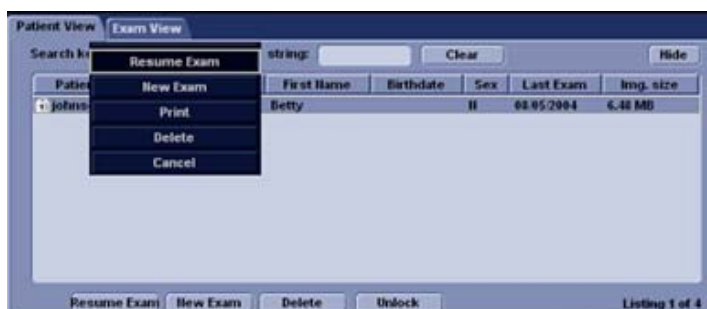 Patient View Exam View
Search string: Clear Hide
Resume Exam
First Name Birthdate Sex Last Exam Img. size
New Exam
Betty 08/05/2004 6.48 MB
Print
Delete
Cancel
Resume Exam New Exam Delete Unlock Listing 1 of 4